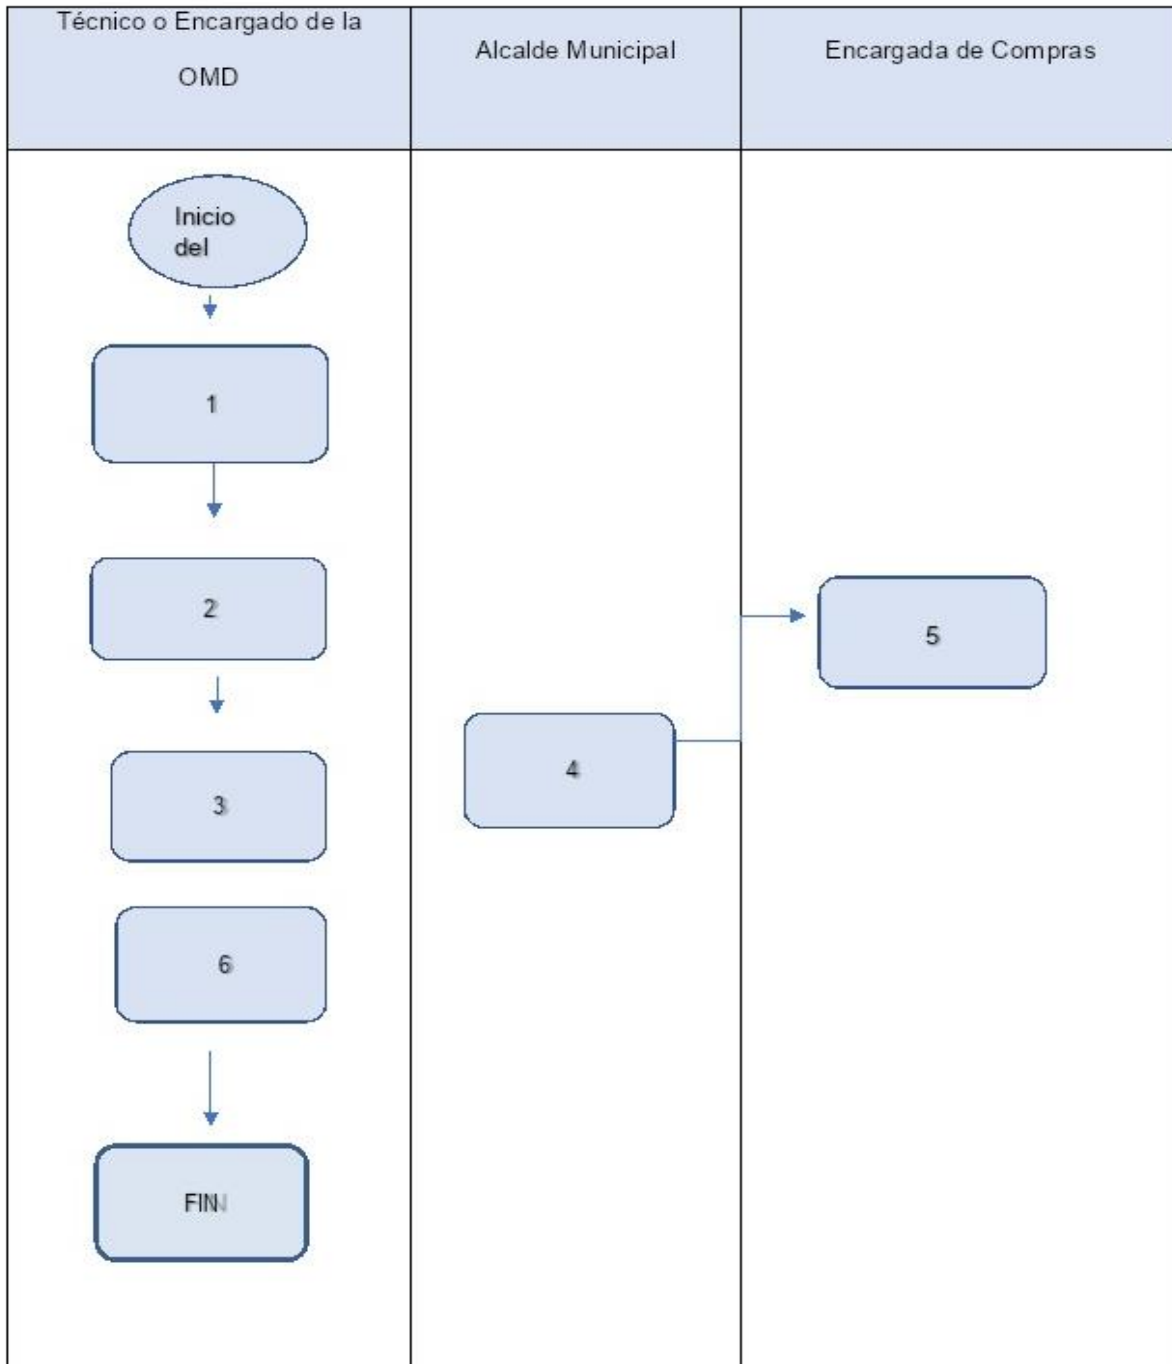 Técnico o Encargado de la
OMD
Alcalde Municipal
Encargada de Compras
Inicio
del
1
2
3
6
FIN
4
5